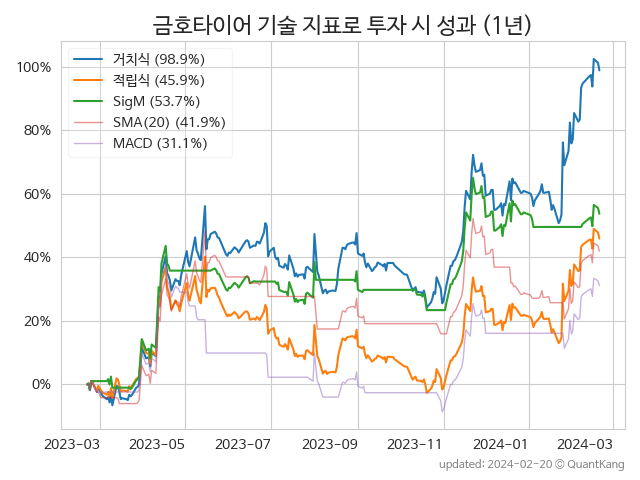 금호타이어 기술 지표로 투자 시 성과 (1년)
거치식 (98.9%)
적립식 (45.9%)
SigM (53.7%)
SMA(20) (41.9%)
MACD (31.1%)
100%
80%
60%
40%
20%
0%
2023-03 2023-05 2023-07 2023-09 2023-11 2024-01 2024-03
updated: 2024-02-20 © QuantKang